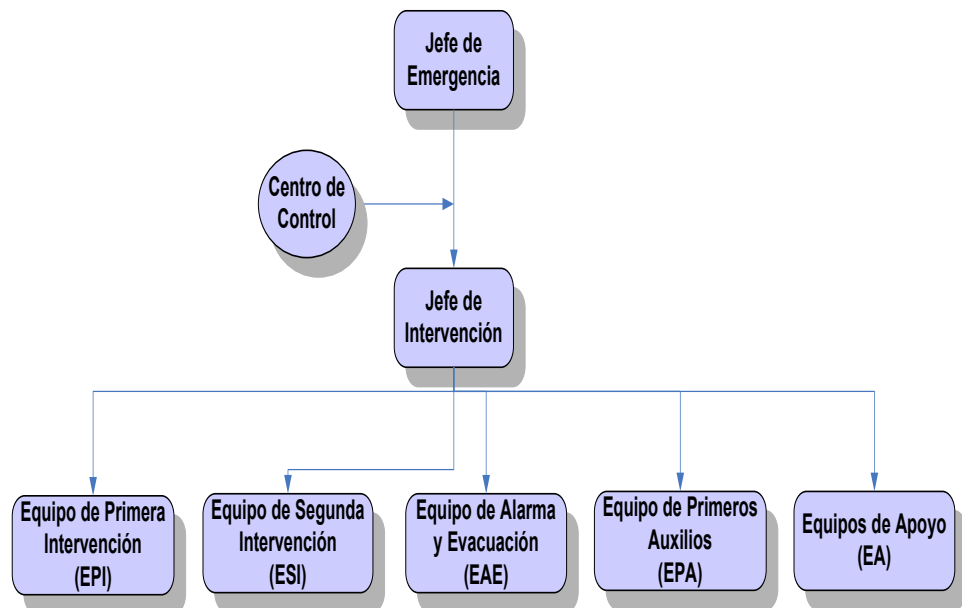 Jefe de
Emergencia
Centro de
Control
Jefe de
Intervención
Equipo de Primera
Intervención
(EPI)
Equipo de Segunda
Intervención
(ESI)
Equipo de Alarma
y Evacuación
(EAE)
Equipo de Primeros
Auxilios
(EPA)
Equipos de Apoyo
(EA)